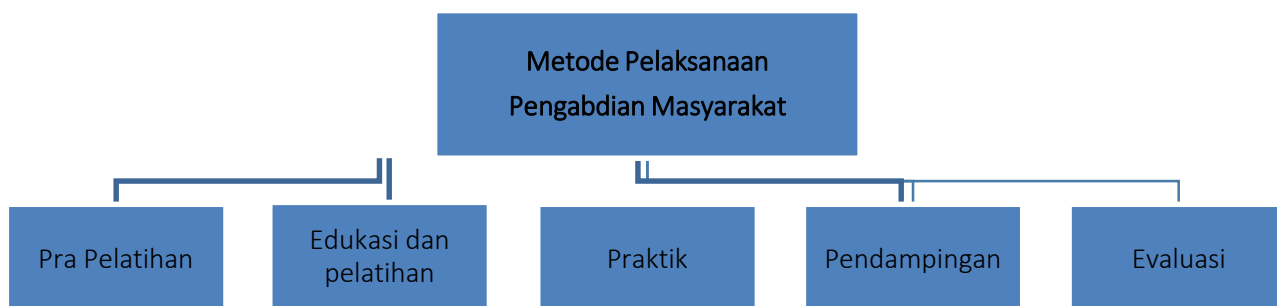 Metode Pelaksanaan
Pengabdian Masyarakat
Pra Pelatihan
Edukasi dan
pelatihan
Praktik
Pendampingan
Evaluasi